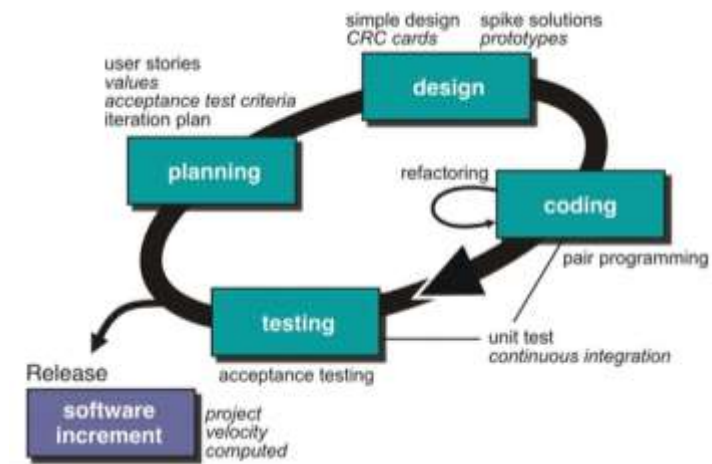 simple design
CRC cards
spike solutions
prototypes
user stories
values
acceptance test criteria
iteration plan
design
planning
refactoring
coding
pair programming
testing
unit test
continuous integration
acceptance testing
Release
software
increment
project
velocity
computed